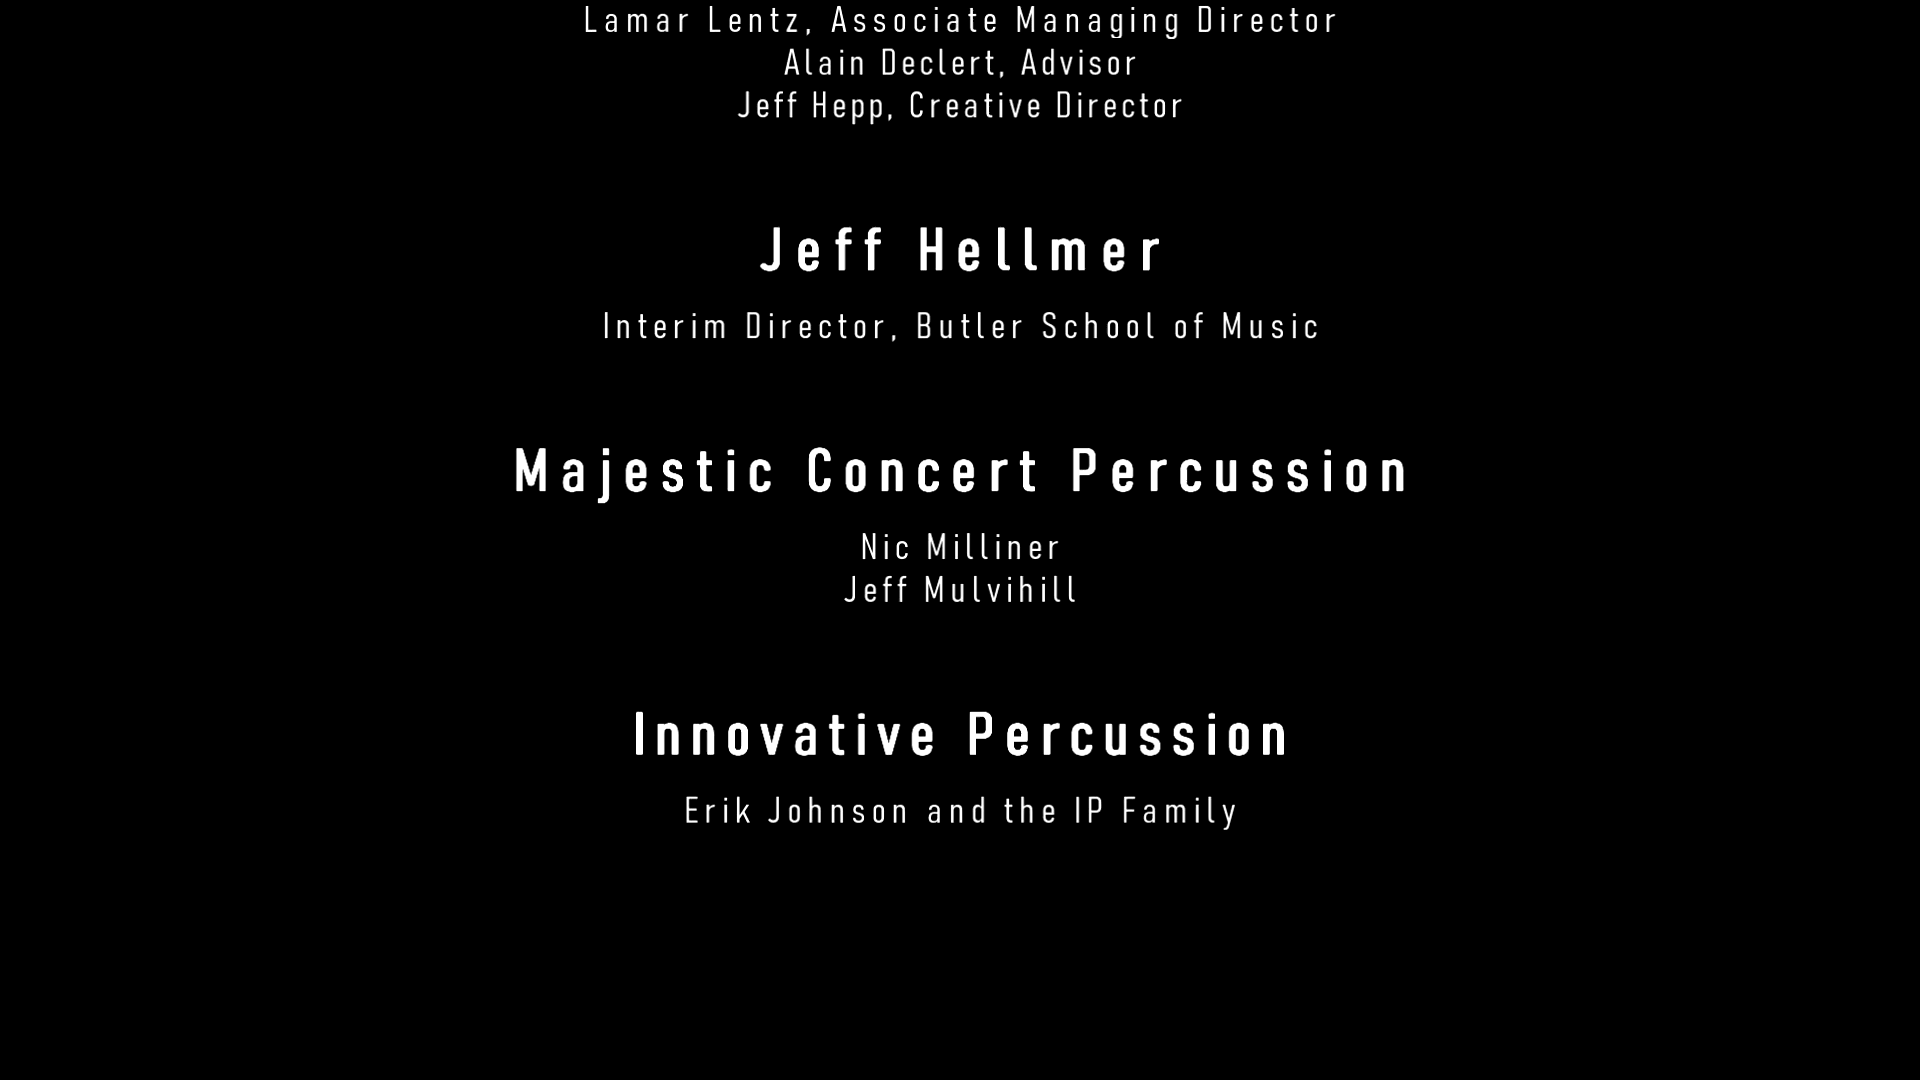 Lamar Lentz, Associate Managing Director
Alain Declert, Advisor
Jeff Hepp, Creative Director
Jeff Hellmer
Interim Director, Butler School of Music
Majestic Concert Percussion
Nic Milliner
Jeff Mulvihill
Innovative Percussion
Erik Johnson and the IP Family